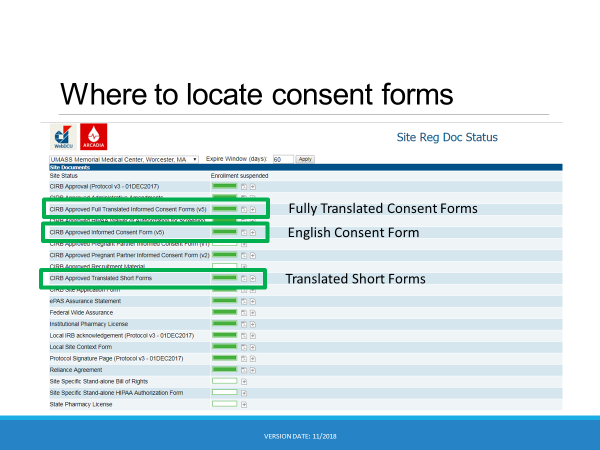 Where to locate consent forms
WebDCU
ARCADIA
Site Reg Doc Status
UMASS Memorial Medical Center, Worcester, MA Expire Window (days): 60 Apply
Site Documents
Site Status Enrollment suspended
CIRB Approval (Protocol v3 - 01DEC2017)
CIRB Approved Administrative Amendments
CIRB Approved Full Translated Informed Consent Forms (v5)
Fully Translated Consent Forms
CIRB Approved Informed Consent Form (v5)
English Consent Form
CIRB Approved Pregnant Partner Informed Consent Form (v1)
CIRB Approved Pregnant Partner Informed Consent Form (v2)
CIRB Approved Recruitment Material
CIRB Approved Translated Short Forms
Translated Short Forms
CIRB Site Application Form
ePAS Assurance Statement
Federal Wide Assurance
Institutional Pharmacy License
Local IRB acknowledgement (Protocol v3 - 01DEC2017)
Local Site Context Form
Protocol Signature Page (Protocol v3 - 01DEC2017)
Reliance Agreement
Site Specific Stand-alone Bill of Rights
Site Specific Stand-alone HIPAA Authorization Form
State Pharmacy License
VERSION DATE: 11/2018